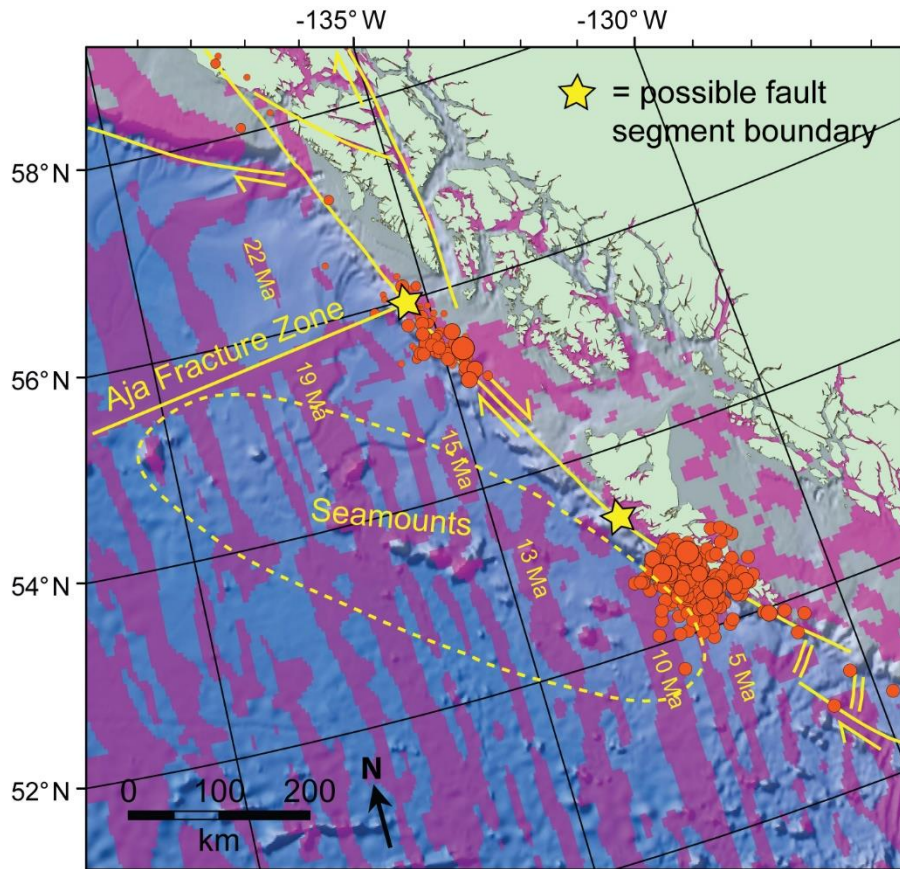 -135° W
-130° W
= possible fault
segment boundary
58° N
22 Ma
Aja Fracture Zone
56° N
19 Ma
15 Ma
Seamounts
13 Ma
54° N
10 Ma
5 Ma
52° N
N
0 100 200
km